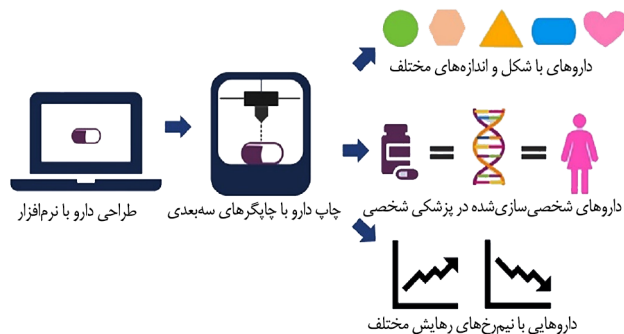 داروهای با شکل و اندازه‌های مختلف
طراحی دارو با نرم‌افزار
چاپ دارو با چاپگرهای سه‌بعدی
داروهای شخصی‌سازی‌شده در پزشکی شخصی
داروهایی با نیم‌رخ‌های رهایش مختلف